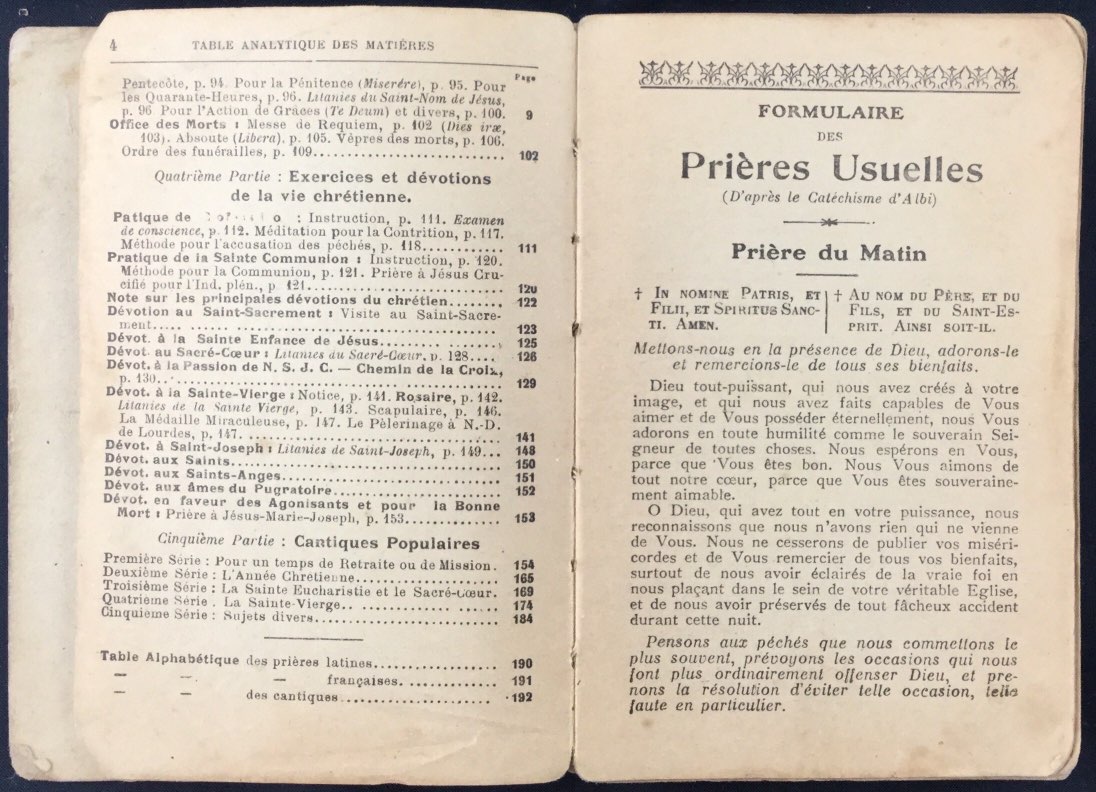 4 TABLE ANALYTIQUE DES MATIÈRES
Page
Pentecôte, p. 94. Pour la Pénitence (Miserére), p. 95. Pour
les Quarante-Heures, p. 96. Litanies du Saint-Nom de Jésus,
p. 96 Pour l'Action de Grâces (Te Deum) et divers, p. 100. 9
Office des Morts : Messe de Requiem, p. 102 (Dies iræ,
103). Absoute (Libera), p. 105. Vêpres des morts, p. 106.
Ordre des funérailles, p. 109.............................. 102
Quatrième Partie : Exercices et dévotions
de la vie chrétienne.
Patique de : Instruction, p. 111. Examen
de conscience, p. 112. Méditation pour la Contrition, p. 117.
Méthode pour l'accusation des péchés, p. 118............ 111
Pratique de la Sainte Communion : Instruction, p. 120.
Méthode pour la Communion, p. 121. Prière à Jésus Cru-
cifié pour l'Ind. plén., p. 121.............................. 120
Note sur les principales dévotions du chrétien........ 122
Dévotion au Saint-Sacrement : Visite au Saint-Sacre-
ment..... .................................... 123
Dévot. à la Sainte Enfance de Jésus.................. 125
Dévot. au Sacré-Cœur : Litanies du Sacré-Cœur. p. 128.... 126
Dévot. à la Passion de N. S. J. C. — Chemin de la Croix,
p. 130............................................. 129
Dévot. à la Sainte-Vierge : Notice, p. 141. Rosaire, p. 142.
Litanies de la Sainte Vierge, p. 143. Scapulaire, p. 146.
La Médaille Miraculeuse, p. 147. Le Pèlerinage à N.-D.
de Lourdes, p. 147. ................................ 141
Dévot. à Saint-Joseph : Litanies de Saint-Joseph, p. 149... 148
Dévot. aux Saints.................................... 150
Dévot. aux Saints-Anges.............................. 151
Dévot. aux âmes du Pugratoire........................ 152
Dévot. en faveur des Agonisants et pour la Bonne
Mort : Prière à Jésus-Marie-Joseph, p. 153............... 153
Cinquième Partie : Cantiques Populaires
Première Série : Pour un temps de Retraite ou de Mission. 154
Deuxième Série : L'Année Chrétienne.................... 165
Troisième Série : La Sainte Eucharistie et le Sacré-Cœur. 169
Quatrième Série . La Sainte-Vierge.. .................. 174
Cinquieme Série : Sujets divers......................... 184
Table Alphabétique des prières latines.................. 190
— — — françaises. ............... 191
— — des cantiques...................... 192
FORMULAIRE
DES
Prières Usuelles
(D'après le Catéchisme d'Albi)
Prière du Matin
† IN NOMINE PATRIS, ET
FILII, ET SPIRITUS SANC-
TI. AMEN.
† AU NOM DU PÈRE, ET DU
FILS, ET DU SAINT-ES-
PRIT. AINSI SOIT-IL.
Mettons-nous en la présence de Dieu, adorons-le
et remercions-le de tous ses bienfaits.
Dieu tout-puissant, qui nous avez créés à votre
image, et qui nous avez faits capables de Vous
aimer et de Vous posséder éternellement, nous Vous
adorons en toute humilité comme le souverain Sei-
gneur de toutes choses. Nous espérons en Vous,
parce que Vous êtes bon. Nous Vous aimons de
tout notre cœur, parce que Vous êtes souveraine-
ment aimable.
O Dieu, qui avez tout en votre puissance, nous
reconnaissons que nous n'avons rien qui ne vienne
de Vous. Nous ne cesserons de publier vos miséri-
cordes et de Vous remercier de tous vos bienfaits,
surtout de nous avoir éclairés de la vraie foi en
nous plaçant dans le sein de votre véritable Eglise,
et de nous avoir préservés de tout fâcheux accident
durant cette nuit.
Pensons aux péchés que nous commettons le
plus souvent, prévoyons les occasions qui nous
font plus ordinairement offenser Dieu, et pre-
nons la résolution d'éviter telle occasion, telle
faute en particulier.